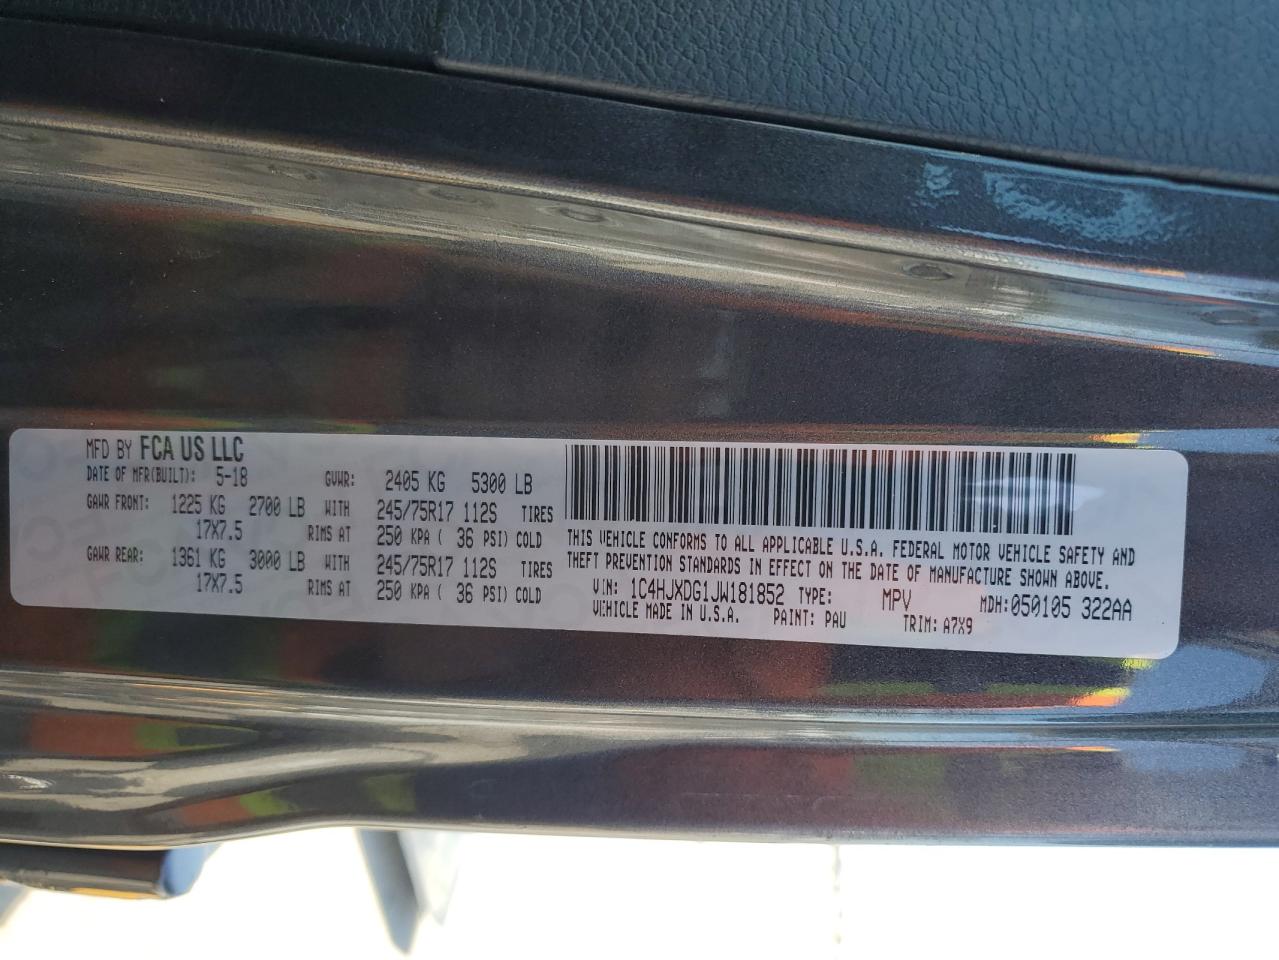 MFD BY FCA US LLC
DATE OF MFR(BUILT): 5-18 GVWR: 2405 KG 5300 LB
GAWR FRONT: 1225 KG 2700 LB WITH 245/75R17 112S TIRES
17X7.5 RIMS AT 250 KPA ( 36 PSI) COLD
GAWR REAR: 1361 KG 3000 LB WITH 245/75R17 112S TIRES
17X7.5 RIMS AT 250 KPA ( 36 PSI) COLD
THIS VEHICLE CONFORMS TO ALL APPLICABLE U.S.A. FEDERAL MOTOR VEHICLE SAFETY AND
THEFT PREVENTION STANDARDS IN EFFECT ON THE DATE OF MANUFACTURE SHOWN ABOVE.
VIN: 1C4HJXDG1JW181852 TYPE: MPV MDH: 050105 322AA
VEHICLE MADE IN U.S.A. PAINT: PAU TRIM: A7X9